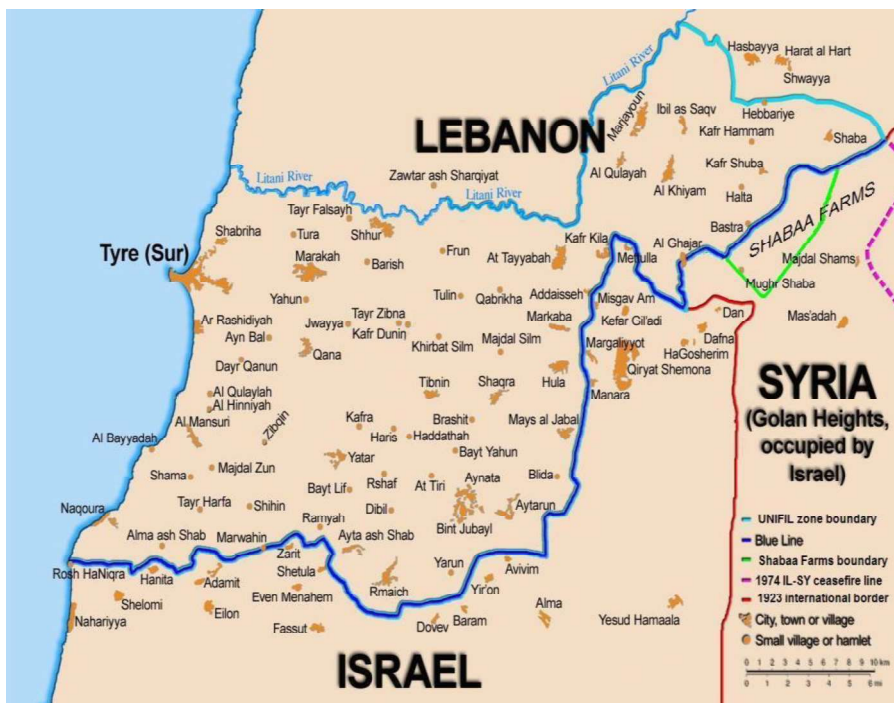 Hasbayya
Harat al Hart
Shwayya
Litani River
Marjayoun
Ibil as Saqv
Hebbariye
LEBANON
Kafr Hammam
Shaba
Kafr Shuba
Al Qulayah
Al Khiyam
Halta
Zawtar ash Sharqiyat
Litani River
Litani River
Tayr Falsayh
Bastra
SHABAA FARMS
Shabriha
Tura
Shhur
Kafr Kila
Al Ghajar
Tyre (Sur)
Marakah
Barish
Frun
At Tayyabah
Metulla
Majdal Shams
Mughr Shaba
Yahun
Tulin
Qabrikha
Addaisseh
Misgav Am
Ar Rashidiyah
Jwayya
Tayr Zibna
Kefar Gil'adi
Dan
Mas'adah
Ayn Bal
Kafr Dunin
Khirbat Silm
Majdal Silm
Markaba
Margaliyyot
Dafna
HaGosherim
Qana
Dayr Qanun
Qiryat Shemona
Tibnin
Shaqra
Hula
Manara
SYRIA
(Golan Heights,
occupied by
Israel)
Al Qulaylah
Al Hinniyah
Al Mansuri
Zibqin
Kafra
Haris
Haddathah
Brashit
Mays al Jabal
Al Bayyadah
Bayt Yahun
Yatar
Majdal Zun
Shama
Rshaf
At Tiri
Aynata
Blida
Bayt Lif
Tayr Harfa
Shihin
Dibil
Aytarun
Naqoura
Ramyah
Bint Jubayl
UNIFIL zone boundary
Alma ash Shab
Marwahin
Ayta ash Shab
Blue Line
Zarit
Shabaa Farms boundary
Rosh HaNiqra
Hanita
Adamit
Shetula
Yarun
Avivim
1974 IL-SY ceasefire line
Rmaich
Yir'on
1923 international border
Shelomi
Even Menahem
Eilon
Nahariyya
Fassut
Dovev
Baram
Alma
Yesud Hamaala
City, town or village
Small village or hamlet
ISRAEL
0 1 2 3 4 5 6 7 8 9 10 km
0 1 2 3 4 5 6 mi